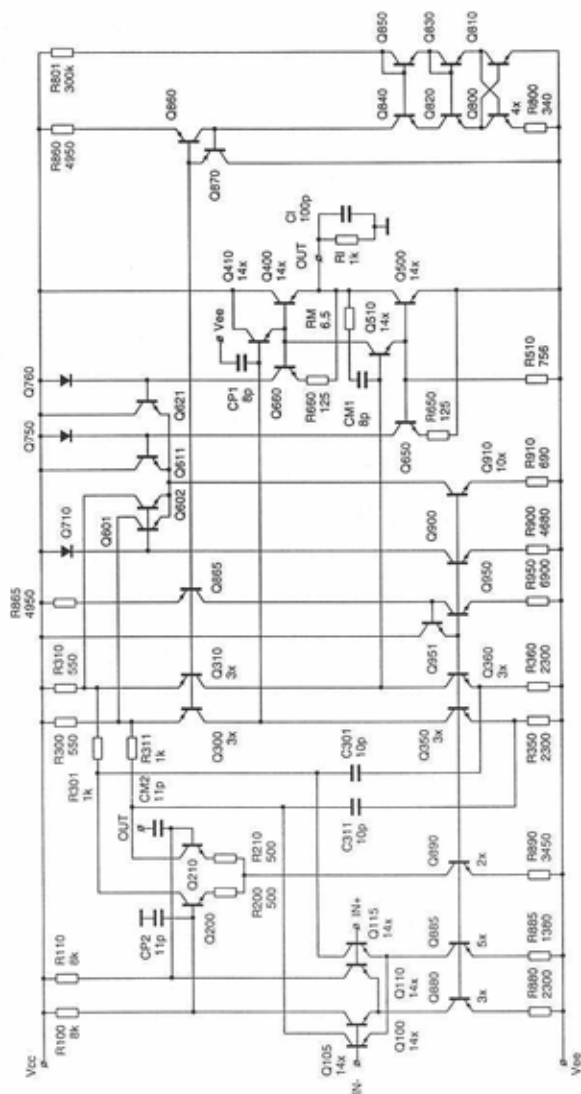 Vcc
R100
8k
R110
8k
CP2
11p
OUT
R301
1k
R311
1k
CM2
11p
R300
550
R310
550
R865
4950
Q710
Q750
Q760
R860
4950
R801
300k
Q601
Q602
Q611
Q621
Q200
Q210
R200
500
R210
500
Q300
3x
Q310
3x
Q865
Q860
Q870
Vee
CP1
8p
Q410
14x
Q400
14x
Q660
R660
125
OUT
RM
6.5
CM1
8p
Q510
14x
Q500
14x
Rl
1k
Cl
100p
Q650
R650
125
Q850
Q840
Q830
Q820
Q810
Q800
4x
R800
340
IN-
Q105
14x
Q100
14x
Q110
14x
Q115
14x
IN+
C301
10p
C311
10p
Q880
3x
Q885
5x
Q890
2x
Q350
3x
Q360
3x
Q951
Q950
Q900
Q910
10x
R880
2300
R885
1380
R890
3450
R350
2300
R360
2300
R950
6900
R900
4680
R910
690
R510
756
Vee